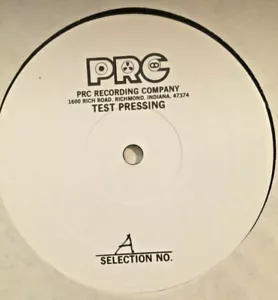 PRC
PRC RECORDING COMPANY
1600 RICH ROAD, RICHMOND, INDIANA, 47374
TEST PRESSING
A
SELECTION NO.